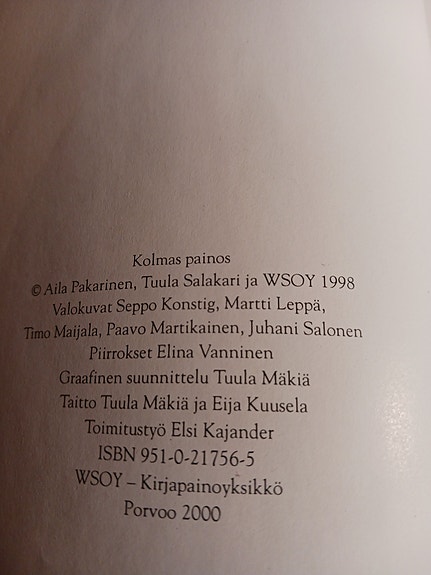 Kolmas painos
© Aila Pakarinen, Tuula Salakari ja WSOY 1998
Valokuvat Seppo Konstig, Martti Leppä,
Timo Maijala, Paavo Martikainen, Juhani Salonen
Piirrokset Elina Vanninen
Graafinen suunnittelu Tuula Mäkiä
Taitto Tuula Mäkiä ja Eija Kuusela
Toimitustyö Elsi Kajander
ISBN 951-0-21756-5
WSOY – Kirjapainoyksikkö
Porvoo 2000